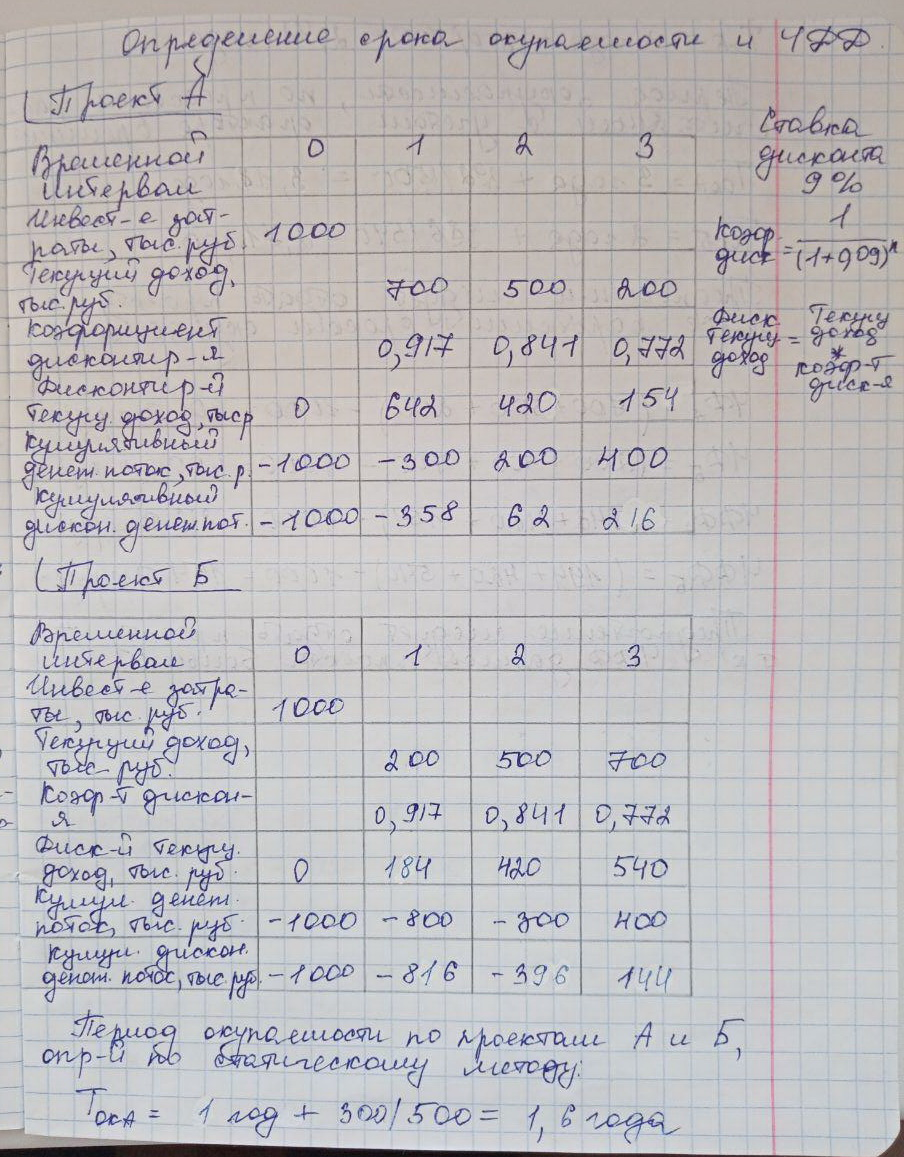 Определение срока окупаемости и ЧДД.
Проект А
Ставка
дисконта
9%
Временной
интервал 0 1 2 3
Инвест-е зат-
раты, тыс. руб. 1000
Коэф. диск = 1/(1+0,09)ⁿ
Текущий доход,
тыс. руб. 700 500 200
Коэффициент
дисконтир-я 0,917 0,841 0,772
Диск. текущ доход = Текущ доход * коэф-т диск-я
Дисконтир-й
текущ. доход, тыс р 0 642 420 154
Кумулятивный
денеж. поток, тыс. р. -1000 -300 200 400
Кумулятивный
дискон. денеж пот. -1000 -358 62 216
Проект Б
Временной
интервал 0 1 2 3
Инвест-е затра-
ты, тыс. руб. 1000
Текущий доход,
тыс. руб. 200 500 700
Коэф-т дискон-
я 0,917 0,841 0,772
Диск-й текущ.
доход, тыс. руб. 0 184 420 540
Кумул. денеж.
поток, тыс. руб. -1000 -800 -300 400
Кумул. дискон.
денеж. поток, тыс. руб. -1000 -816 -396 144
Период окупаемости по проектам А и Б,
опр-й по статическому методу:
Ток А = 1 год + 300/500 = 1,6 года